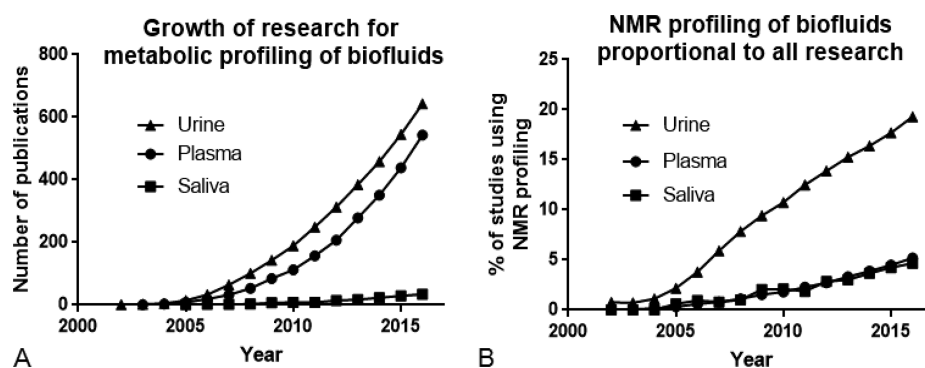 Growth of research for
metabolic profiling of biofluids
Number of publications
800
600
400
200
0
Urine
Plasma
Saliva
2000
2005
2010
2015
Year
A
NMR profiling of biofluids
proportional to all research
% of studies using
NMR profiling
25
20
15
10
5
0
Urine
Plasma
Saliva
2000
2005
2010
2015
Year
B